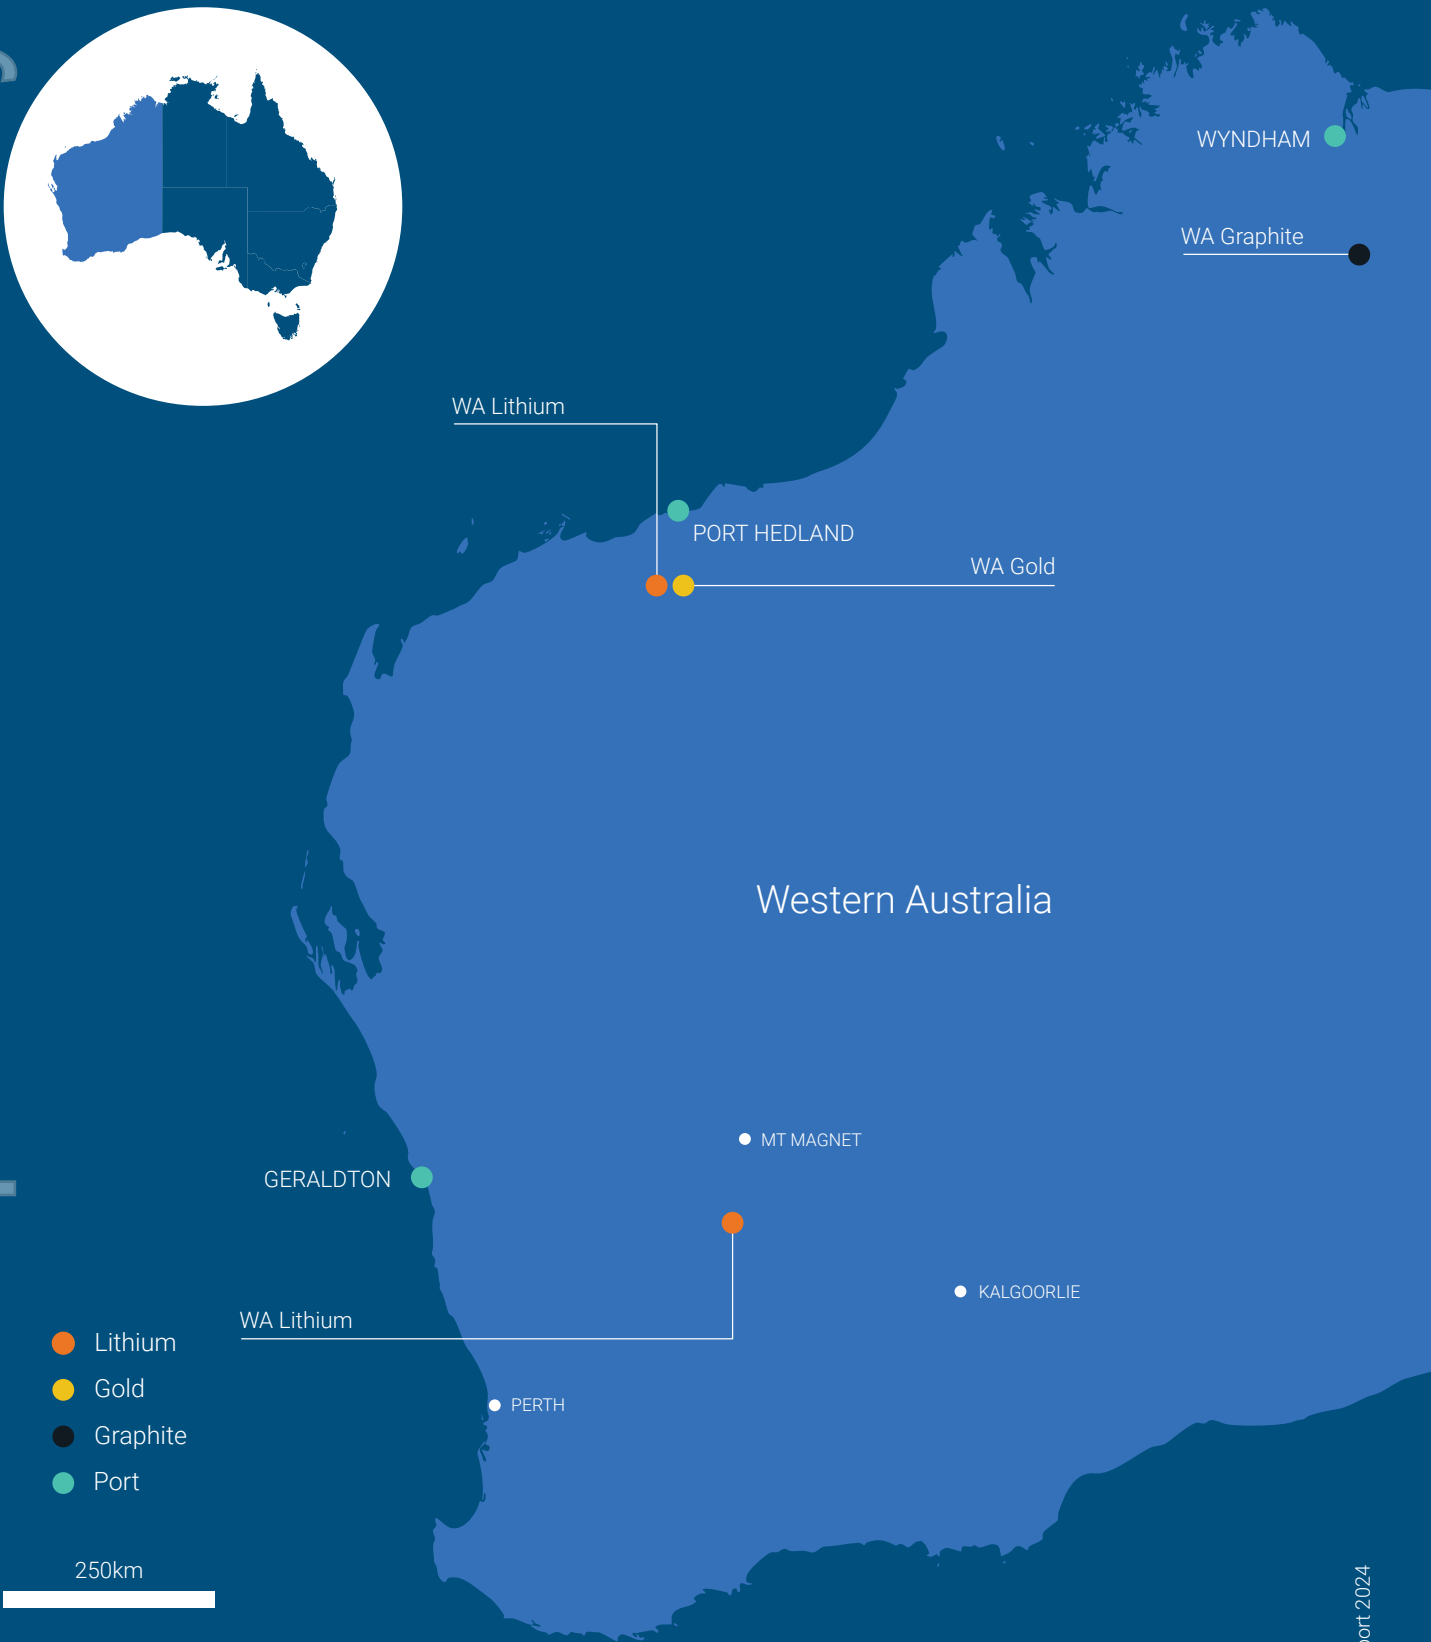 WYNDHAM
WA Graphite
WA Lithium
PORT HEDLAND
WA Gold
Western Australia
MT MAGNET
GERALDTON
KALGOORLIE
WA Lithium
PERTH
Lithium
Gold
Graphite
Port
250km
2024